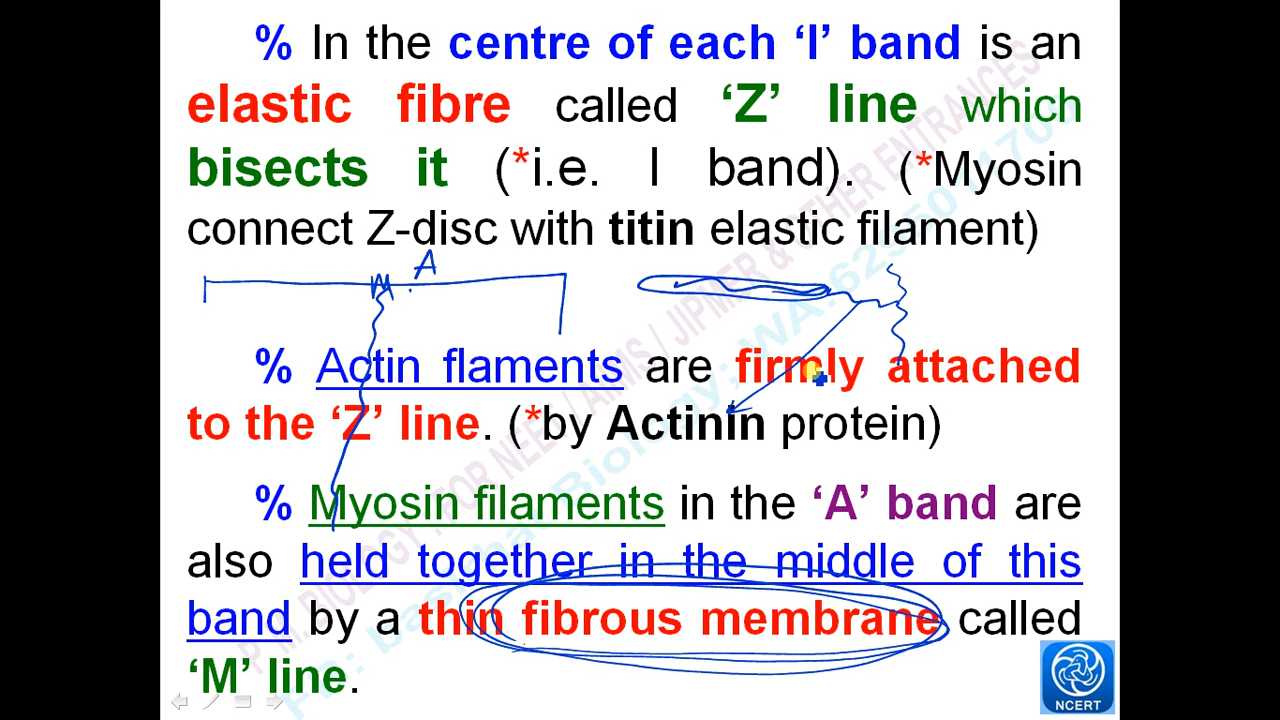 % In the centre of each ‘I’ band is an
elastic fibre called ‘Z’ line which
bisects it (*i.e. I band). (*Myosin
connect Z-disc with titin elastic filament)
A
M
% Actin flaments are firmly attached
to the ‘Z’ line. (*by Actinin protein)
% Myosin filaments in the ‘A’ band are
also held together in the middle of this
band by a thin fibrous membrane called
‘M’ line.
NCERT